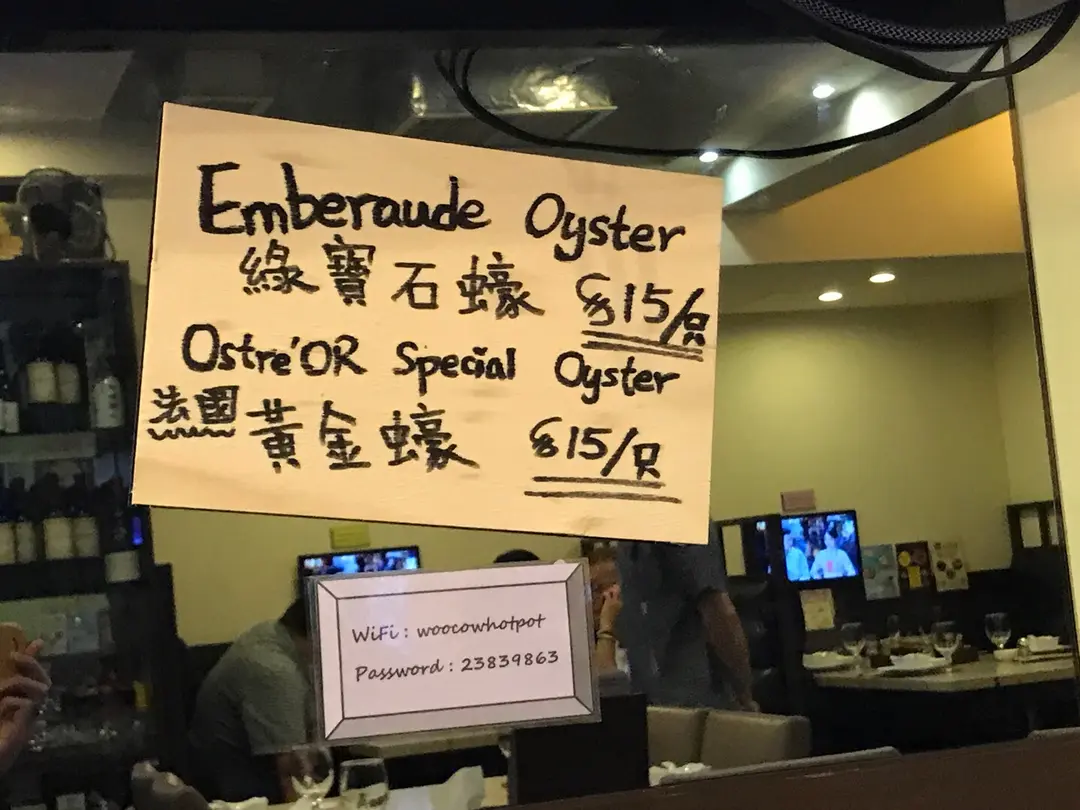 Emberaude Oyster
綠寶石蠔 $15/只
Ostre'OR Special Oyster
法國黃金蠔 $15/只
WiFi : woocowhotpot
Password : 23839863